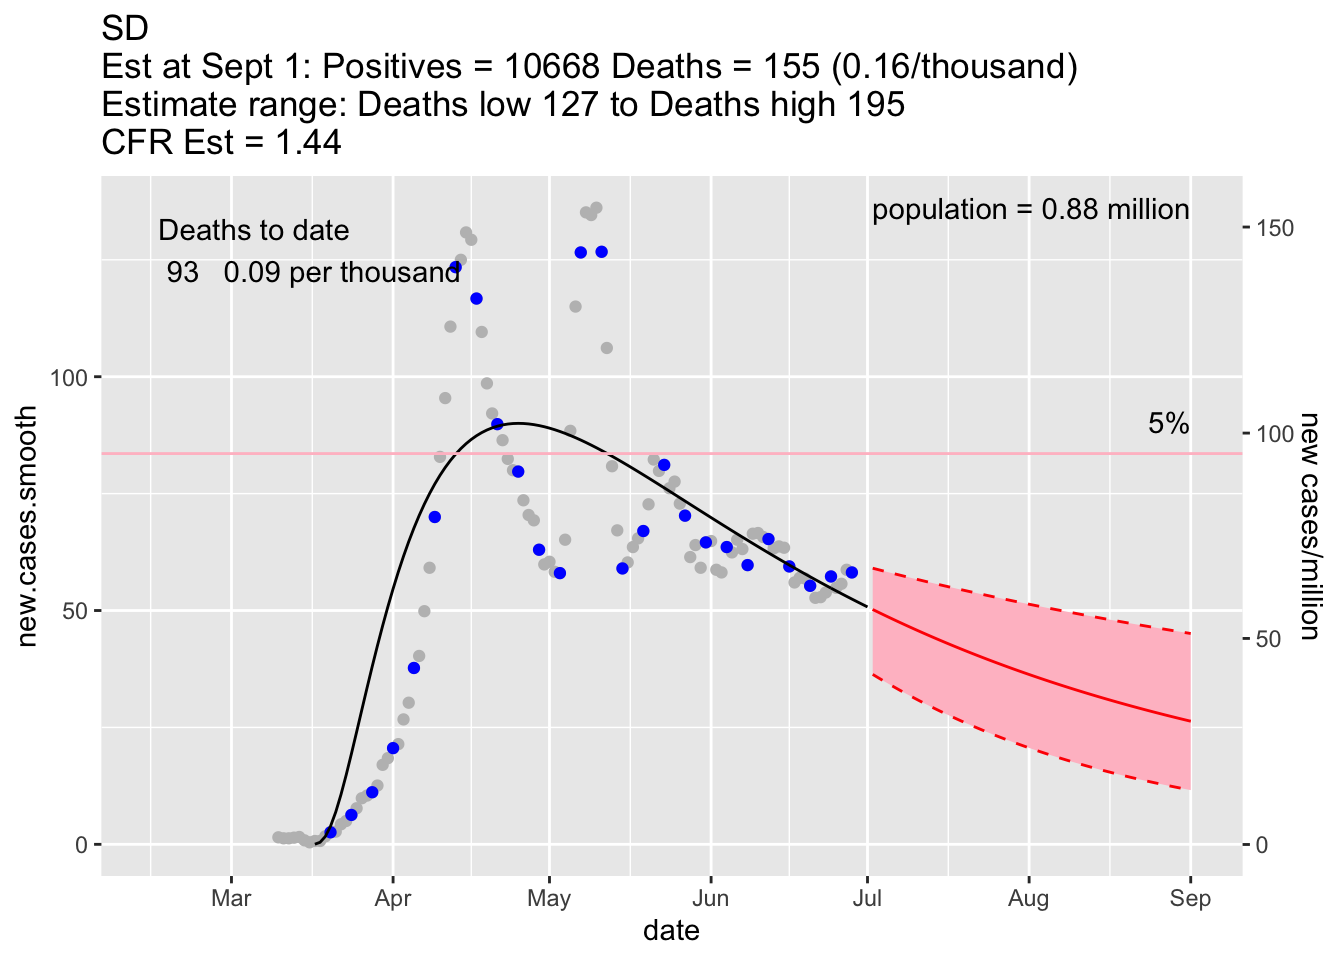 SD
Est at Sept 1: Positives = 10668 Deaths = 155 (0.16/thousand)
Estimate range: Deaths low 127 to Deaths high 195
CFR Est = 1.44
Deaths to date
93 0.09 per thousand
population = 0.88 million
5%
new.cases.smooth
100
50
0
150
100
50
0
new cases/million
Mar Apr May Jun Jul Aug Sep
date